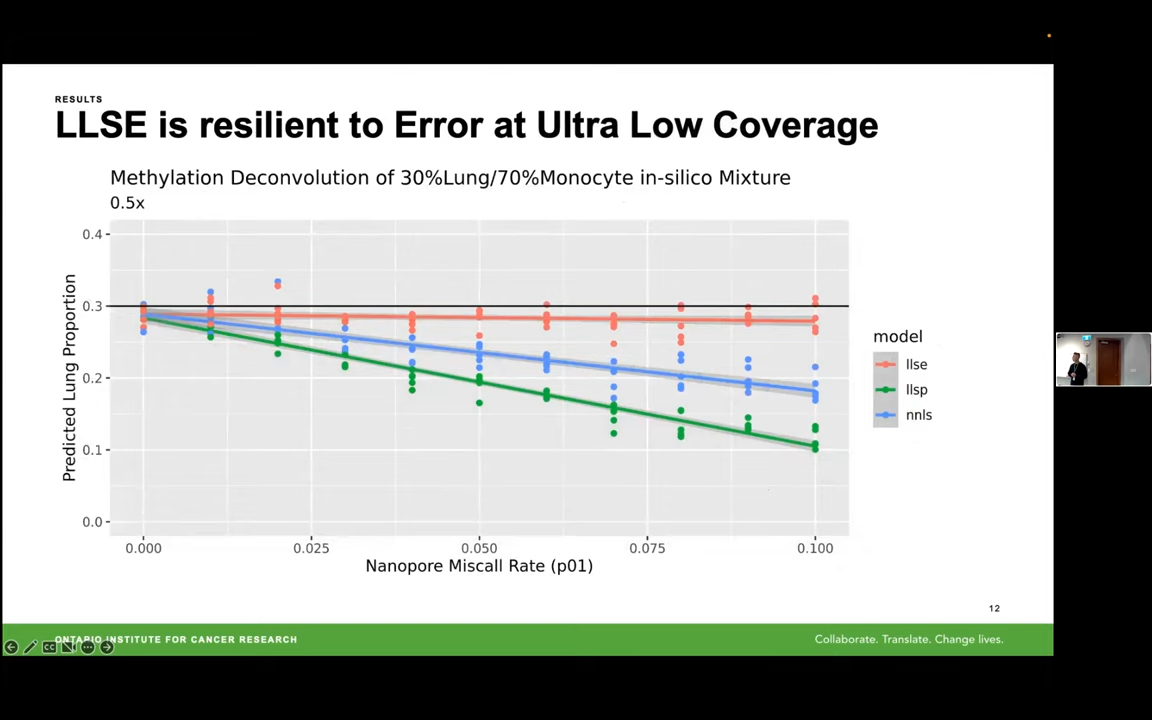 RESULTS
LLSE is resilient to Error at Ultra Low Coverage
Methylation Deconvolution of 30%Lung/70%Monocyte in-silico Mixture
0.5x
Predicted Lung Proportion
0.4
0.3
0.2
0.1
0.0
0.000 0.025 0.050 0.075 0.100
Nanopore Miscall Rate (p01)
model
llse
llsp
nnls
12
ONTARIO INSTITUTE FOR CANCER RESEARCH
Collaborate. Translate. Change lives.
CC